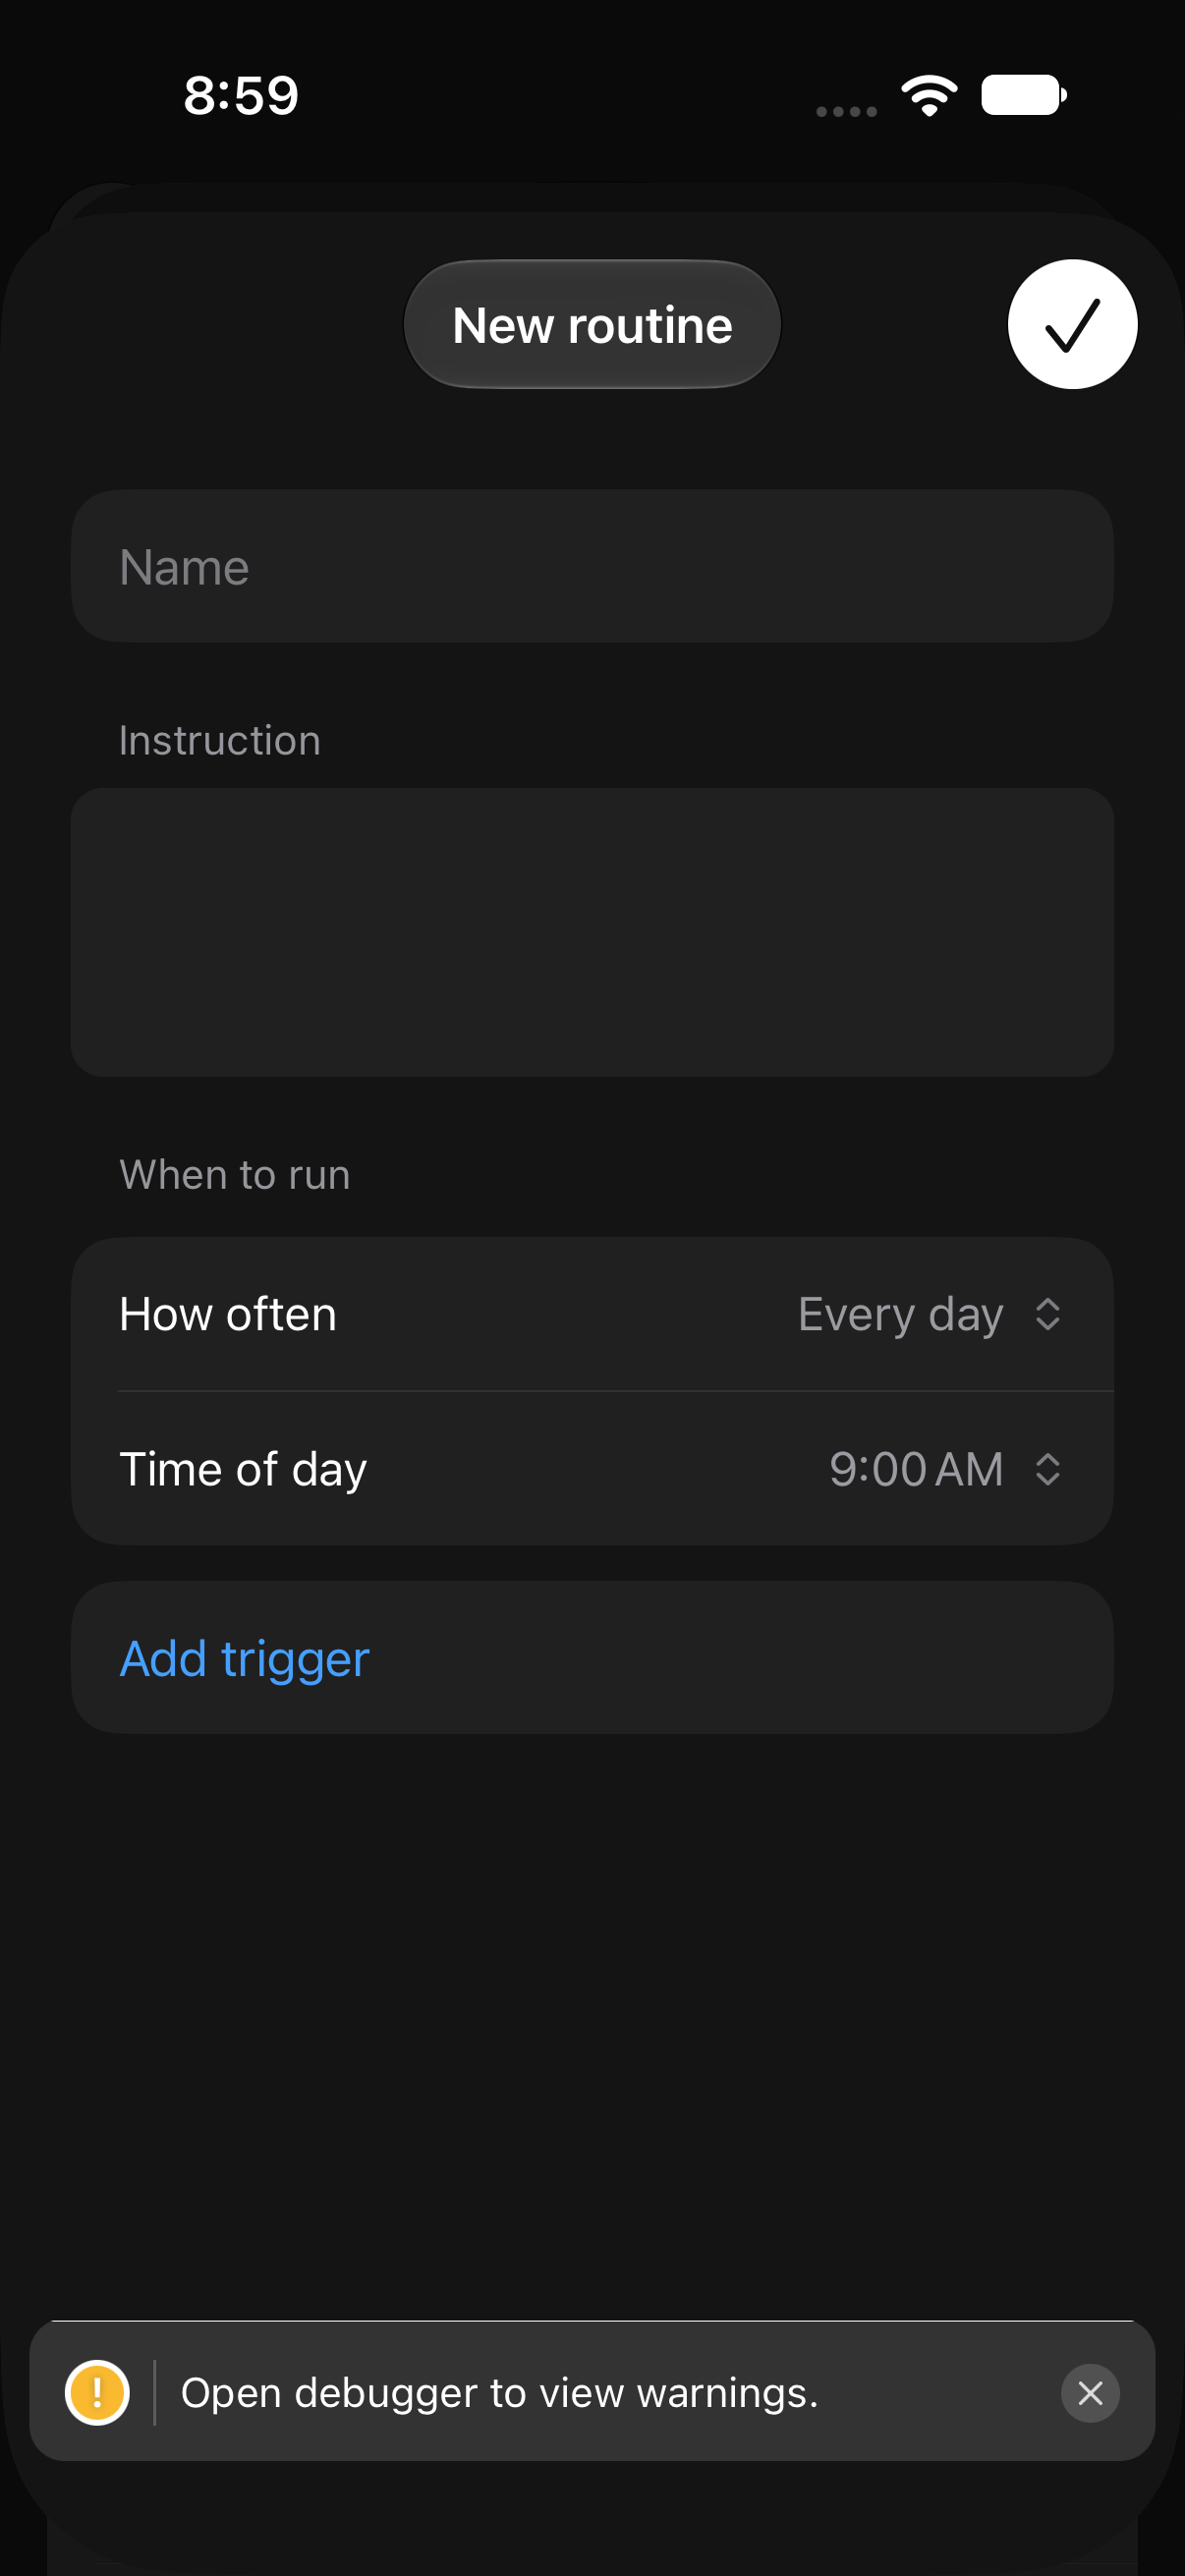 8:59
New routine
Name
Instruction
When to run
How often Every day
Time of day 9:00 AM
Add trigger
! Open debugger to view warnings.